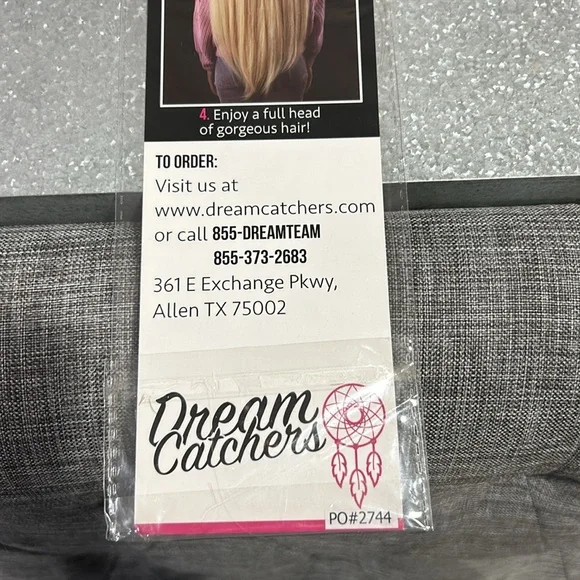 4. Enjoy a full head
of gorgeous hair!
TO ORDER:
Visit us at
www.dreamcatchers.com
or call 855-DREAMTEAM
855-373-2683
361 E Exchange Pkwy,
Allen TX 75002
Dream
Catchers
PO#2744